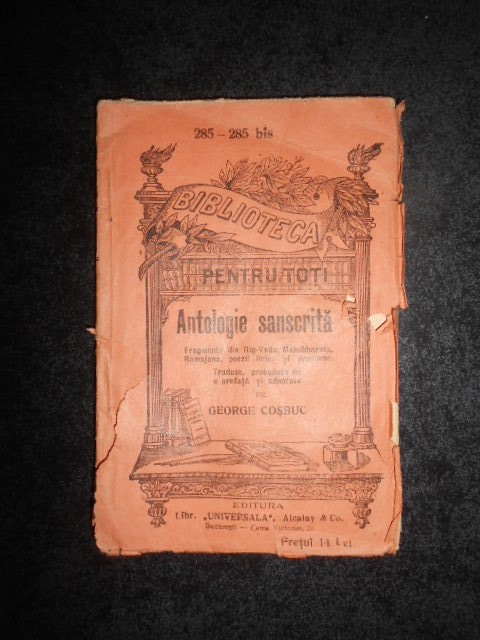 285 – 285 bis
BIBLIOTECA
PENTRU TOTI
Antologie sanscrită
Fragmente din Rig-Veda, Mahabharata,
Ramajana, poezii lirice și proverbe.
Traduse, precedate de
o prefață și adnotate
DE
GEORGE COȘBUC
EDITURA
Libr. „UNIVERSALA", Alcalay & Co.
București — Calea Victoriei,
Prețul 14 Lei